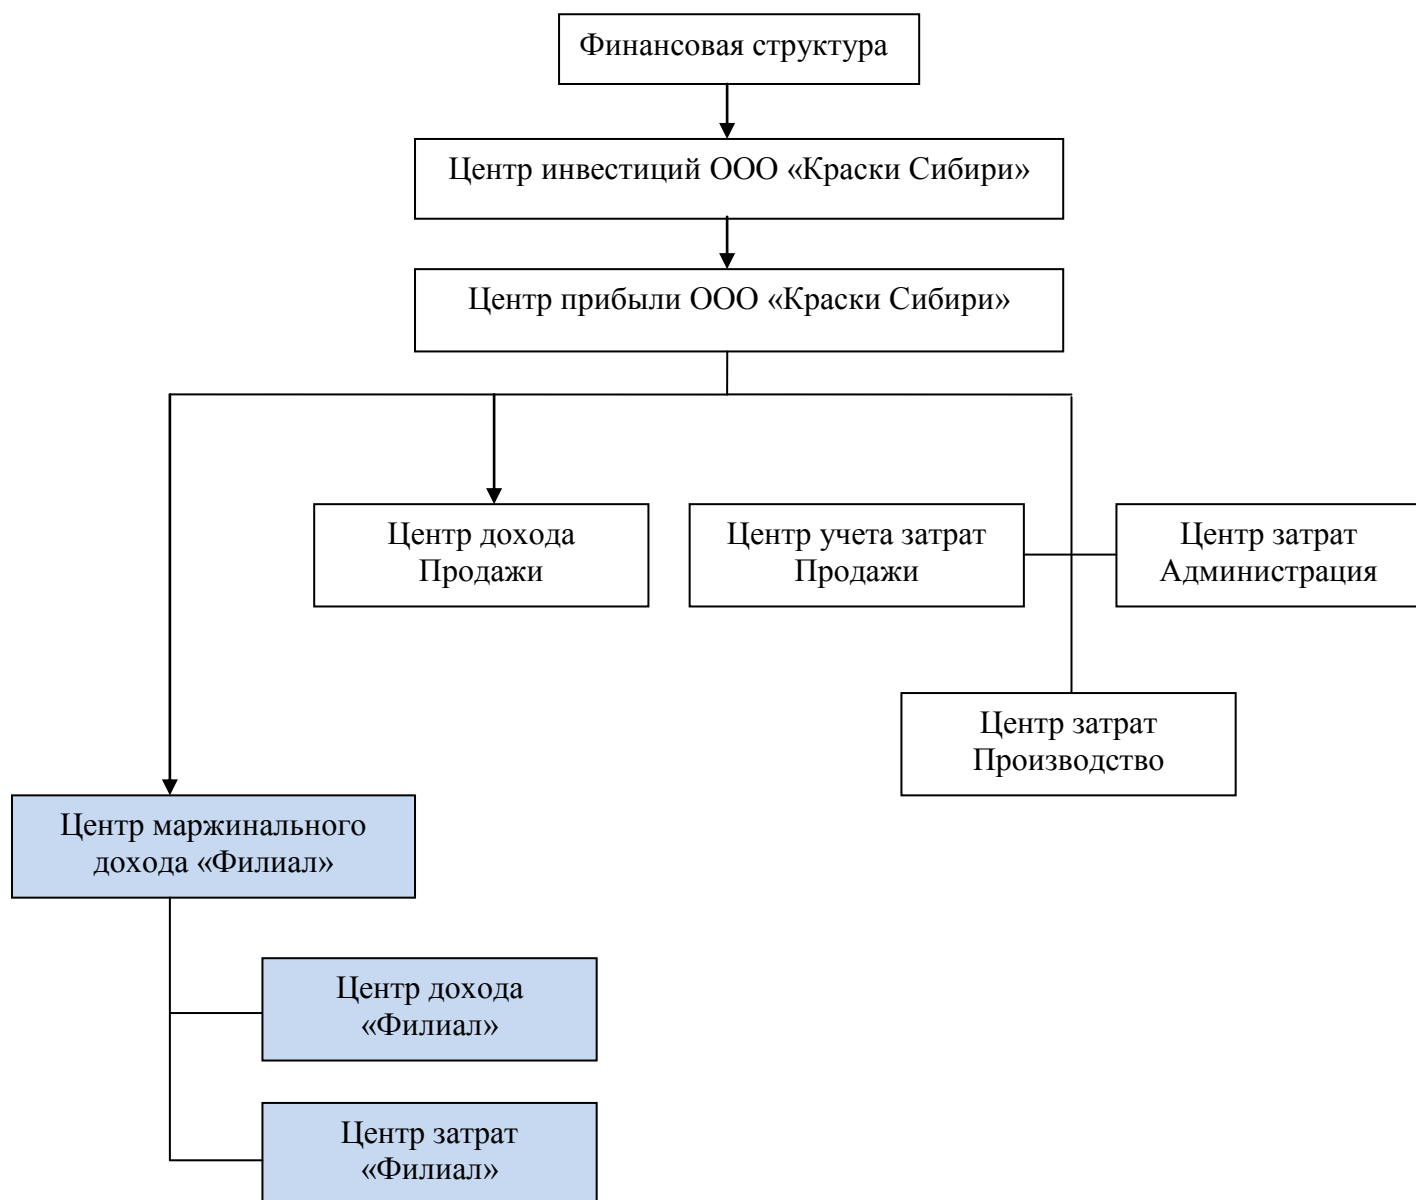 Финансовая структура
Центр инвестиций ООО «Краски Сибири»
Центр прибыли ООО «Краски Сибири»
Центр дохода
Продажи
Центр учета затрат
Продажи
Центр затрат
Администрация
Центр затрат
Производство
Центр маржинального
дохода «Филиал»
Центр дохода
«Филиал»
Центр затрат
«Филиал»